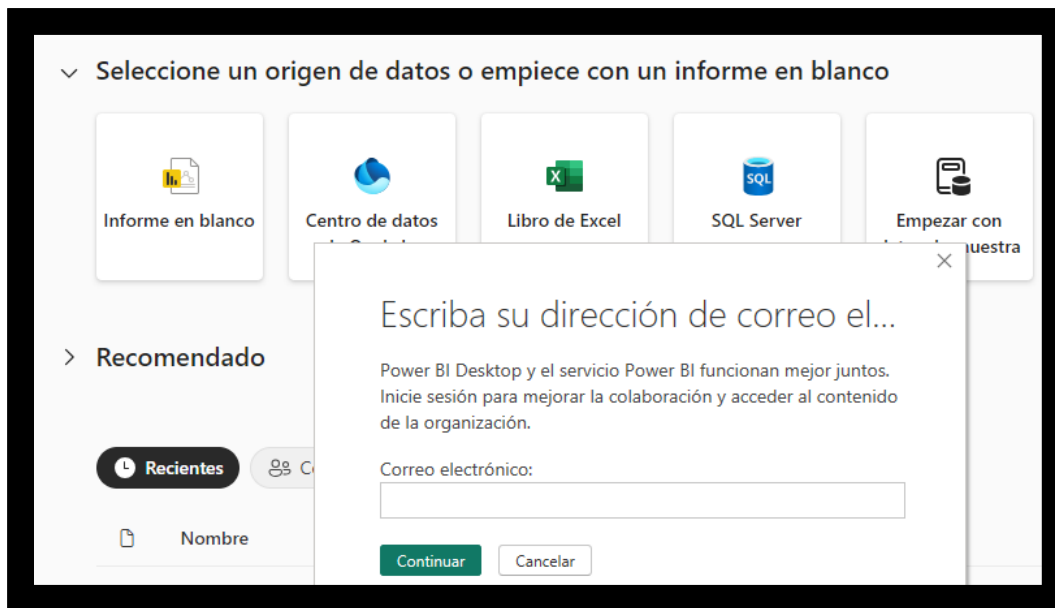 Seleccione un origen de datos o empiece con un informe en blanco
Informe en blanco
Centro de datos
Libro de Excel
SQL
SQL Server
Empezar con
uestra
Escriba su dirección de correo el...
Recomendado
Power BI Desktop y el servicio Power BI funcionan mejor juntos.
Inicie sesión para mejorar la colaboración y acceder al contenido
de la organización.
Recientes
Correo electrónico:
Nombre
Continuar
Cancelar